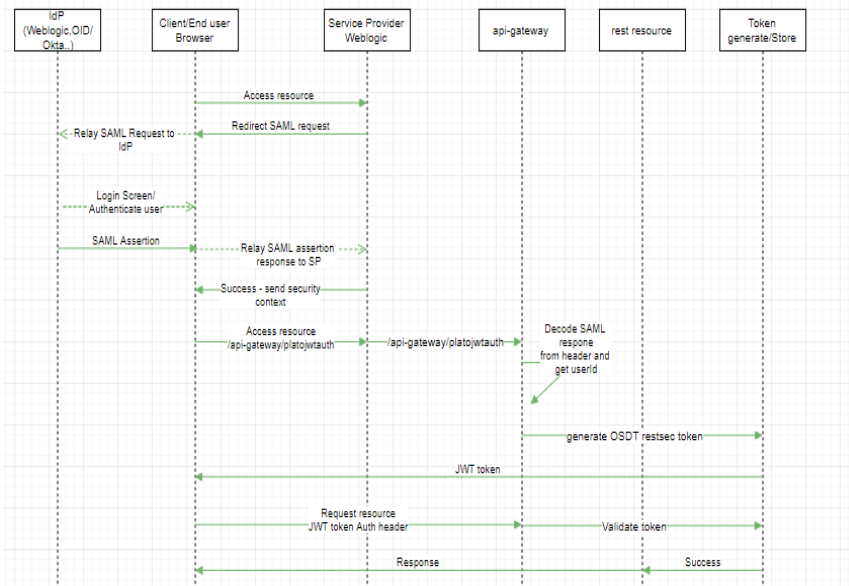 IdP
(Weblogic,OID/
Okta..)
Client/End user
Browser
Service Provider
Weblogic
api-gateway
rest resource
Token
generate/Store
Access resource
Redirect SAML request
Relay SAML Request to
IdP
Login Screen/
Authenticate user
SAML Assertion
Relay SAML assertion
response to SP
Success - send security
context
Access resource
/api-gateway/platojwtauth
/api-gateway/platojwtauth
Decode SAML
respone
from header and
get userId
generate OSDT restsec token
JWT token
Request resource
JWT token Auth header
Validate token
Response
Success